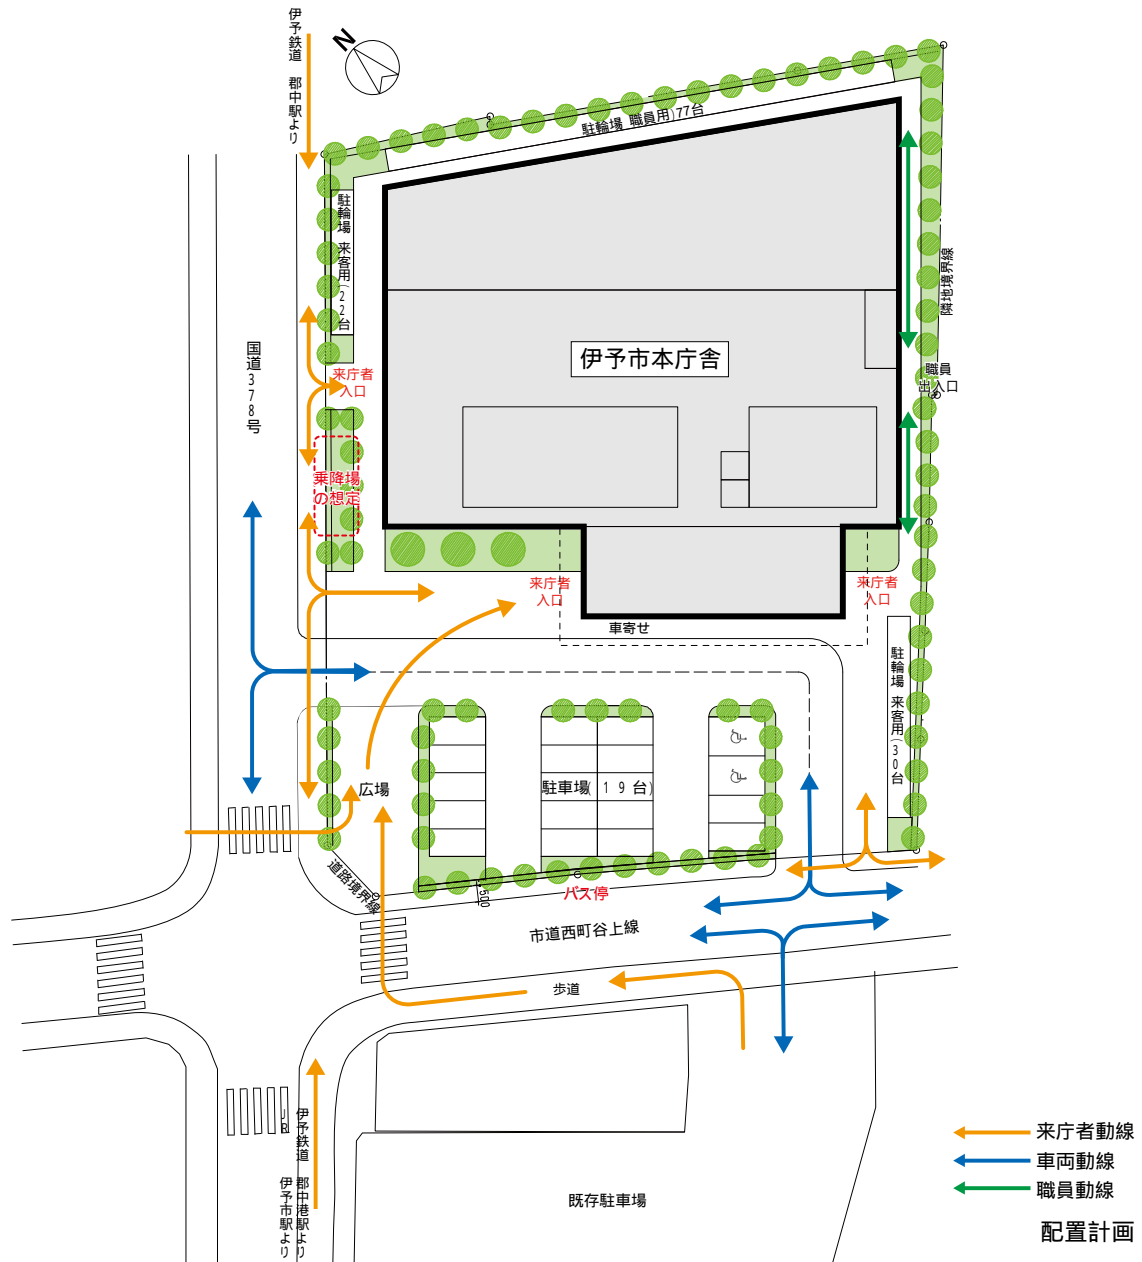 伊予鉄道 郡中駅より
N
駐輪場 職員用)77台
駐輪場 来客用(22台
隣地境界線
国道378号
伊予市本庁舎
来庁者
入口
職員
出入口
乗降場
の想定
来庁者
入口
来庁者
入口
車寄せ
駐輪場 来客用(30台
広場
駐車場(19台)
道路境界線
1,500
バス停
市道西町谷上線
歩道
伊予鉄道 郡中港駅より
JR 伊予市駅より
既存駐車場
来庁者動線
車両動線
職員動線
配置計画